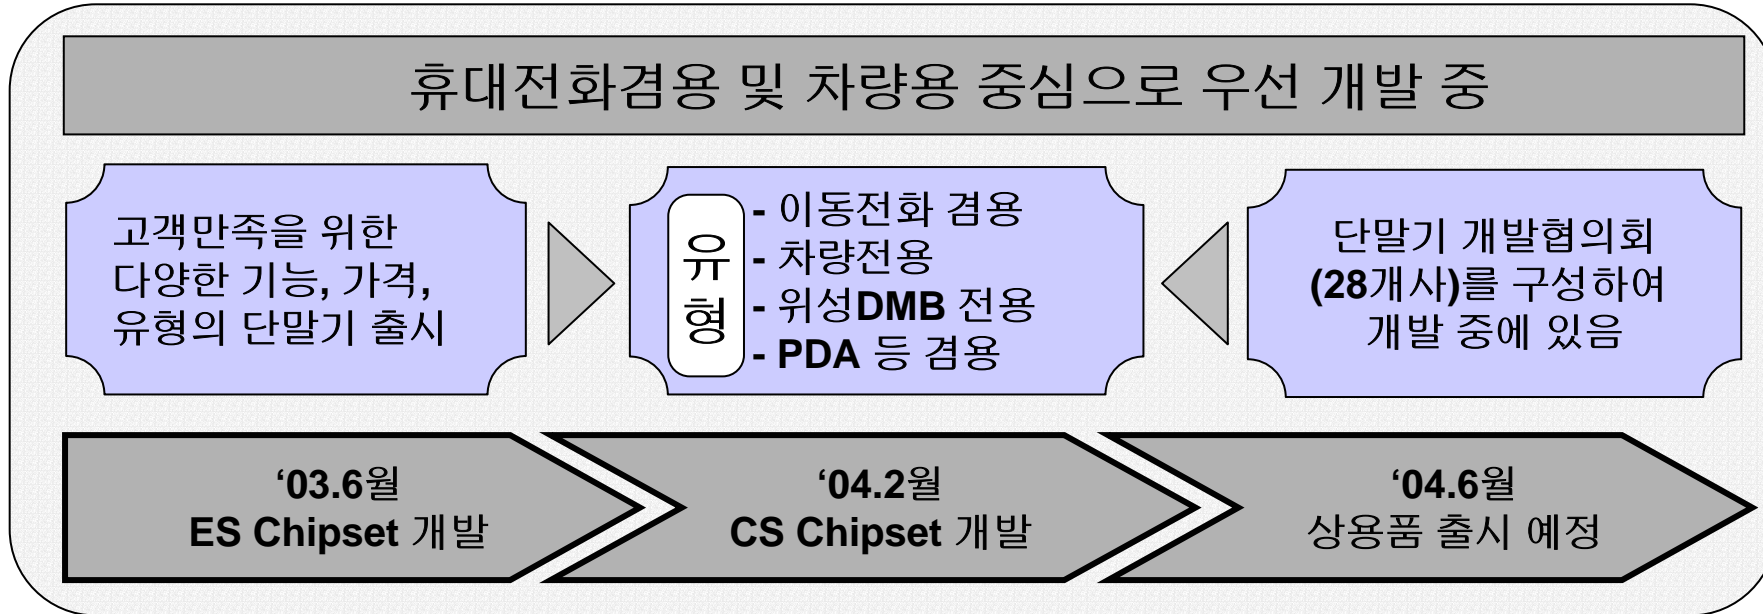 휴대전화겸용 및 차량용 중심으로 우선 개발 중
고객만족을 위한
다양한 기능, 가격,
유형의 단말기 출시
유
형
- 이동전화 겸용
- 차량전용
- 위성DMB 전용
- PDA 등 겸용
단말기 개발협의회
(28개사)를 구성하여
개발 중에 있음
‘03.6월
ES Chipset 개발
‘04.2월
CS Chipset 개발
‘04.6월
상용품 출시 예정